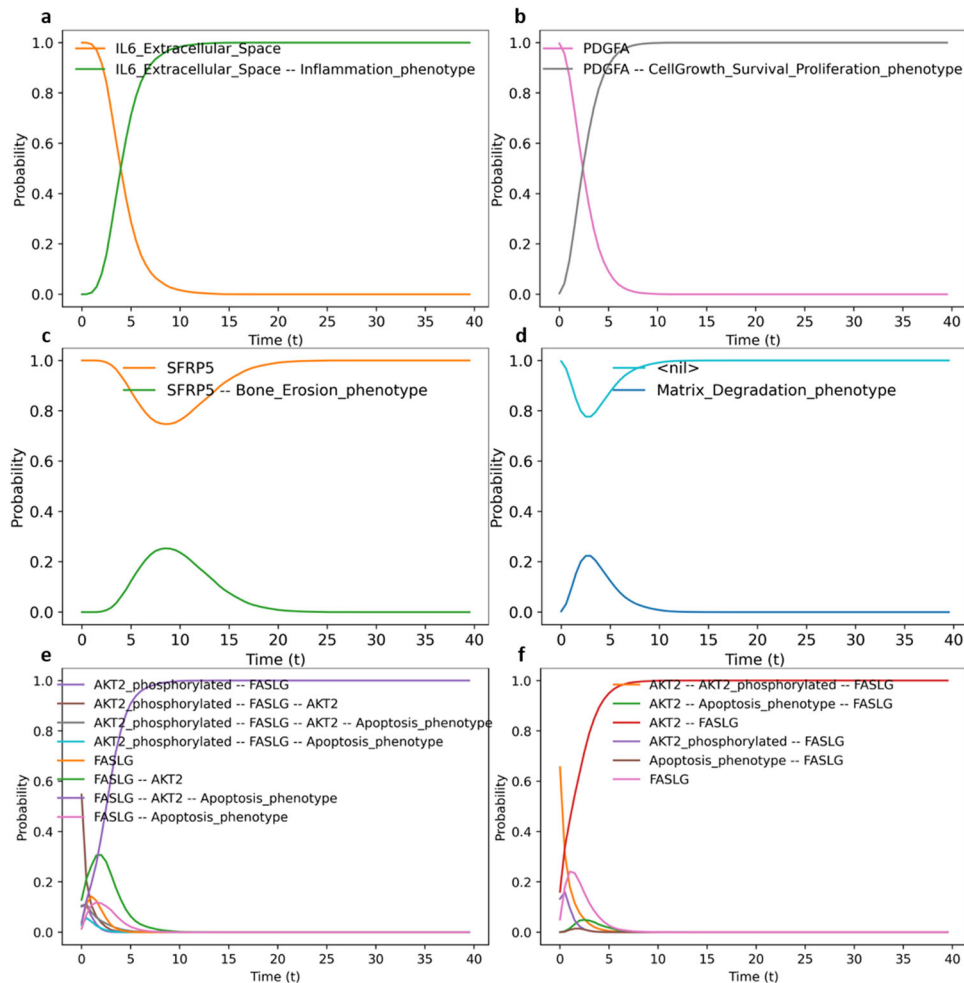 a
IL6_Extracellular_Space
IL6_Extracellular_Space -- Inflammation_phenotype
Probability
1.0
0.8
0.6
0.4
0.2
0.0
0 5 10 15 20 25 30 35 40
Time (t)
b
PDGFA
PDGFA -- CellGrowth_Survival_Proliferation_phenotype
Probability
1.0
0.8
0.6
0.4
0.2
0.0
0 5 10 15 20 25 30 35 40
Time (t)
c
SFRP5
SFRP5 -- Bone_Erosion_phenotype
Probability
1.0
0.8
0.6
0.4
0.2
0.0
0 5 10 15 20 25 30 35 40
Time (t)
d
<nil>
Matrix_Degradation_phenotype
Probability
1.0
0.8
0.6
0.4
0.2
0.0
0 5 10 15 20 25 30 35 40
Time (t)
e
AKT2_phosphorylated -- FASLG
AKT2_phosphorylated -- FASLG -- AKT2
AKT2_phosphorylated -- FASLG -- AKT2 -- Apoptosis_phenotype
AKT2_phosphorylated -- FASLG -- Apoptosis_phenotype
FASLG
FASLG -- AKT2
FASLG -- AKT2 -- Apoptosis_phenotype
FASLG -- Apoptosis_phenotype
Probability
1.0
0.8
0.6
0.4
0.2
0.0
0 5 10 15 20 25 30 35 40
Time (t)
f
AKT2 -- AKT2_phosphorylated -- FASLG
AKT2 -- Apoptosis_phenotype -- FASLG
AKT2 -- FASLG
AKT2_phosphorylated -- FASLG
Apoptosis_phenotype -- FASLG
FASLG
Probability
1.0
0.8
0.6
0.4
0.2
0.0
0 5 10 15 20 25 30 35 40
Time (t)